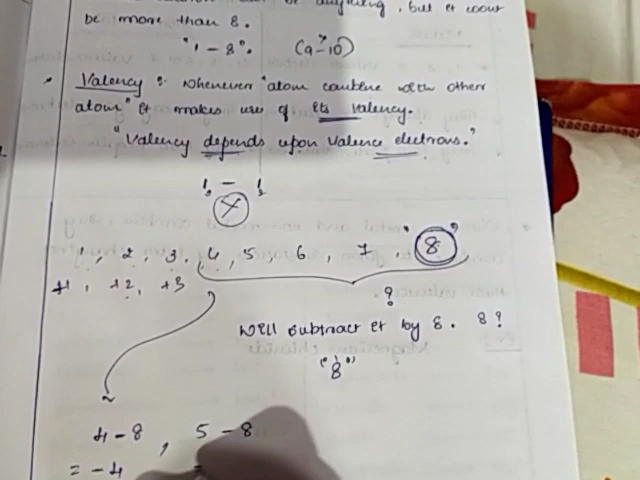 be more than 8.
"1 - 8". (9-10)
Valency : Whenever "atom combine with other
atom" it makes use of its valency.
"Valency depends upon valence electrons."
1, 2, 3, 4, 5, 6, 7, 8
+1, +2, +3
?
We'll subtract it by 8. 8?
"8"
4-8, 5-8
= -4 =